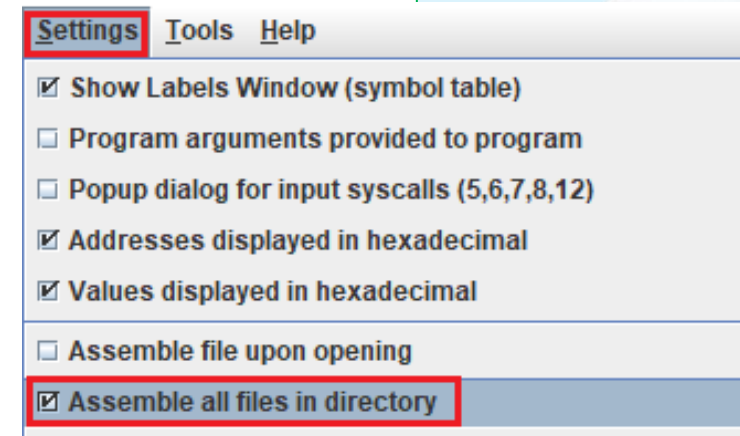 Settings Tools Help
Show Labels Window (symbol table)
Program arguments provided to program
Popup dialog for input syscalls (5,6,7,8,12)
Addresses displayed in hexadecimal
Values displayed in hexadecimal
Assemble file upon opening
Assemble all files in directory